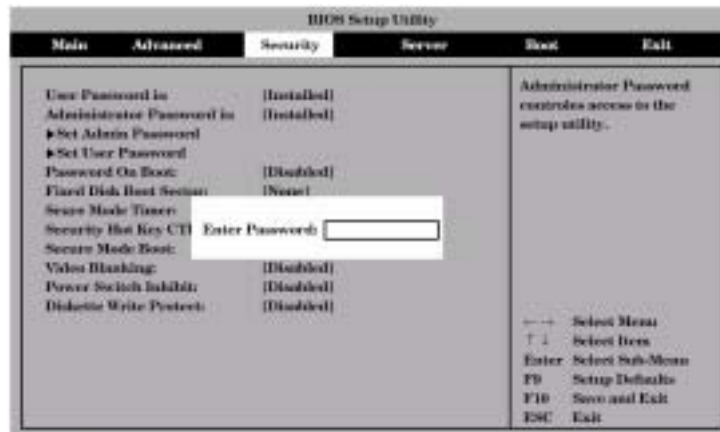 BIOS Setup Utility
Main Advanced Security Server Boot Exit
User Password is [Installed]
Administrator Password is [Installed]
▶Set Admin Password
▶Set User Password
Password On Boot: [Disabled]
Fixed Disk Boot Sector: [None]
Secure Mode Timer:
Security Hot Key CTL
Enter Password:
Secure Mode Boot:
Video Blanking: [Disabled]
Power Switch Inhibit: [Disabled]
Diskette Write Protect: [Disabled]
Administrator Password
controles access to the
setup utility.
←→ Select Menu
↑↓ Select Item
Enter Select Sub-Menu
F9 Setup Defaults
F10 Save and Exit
ESC Exit